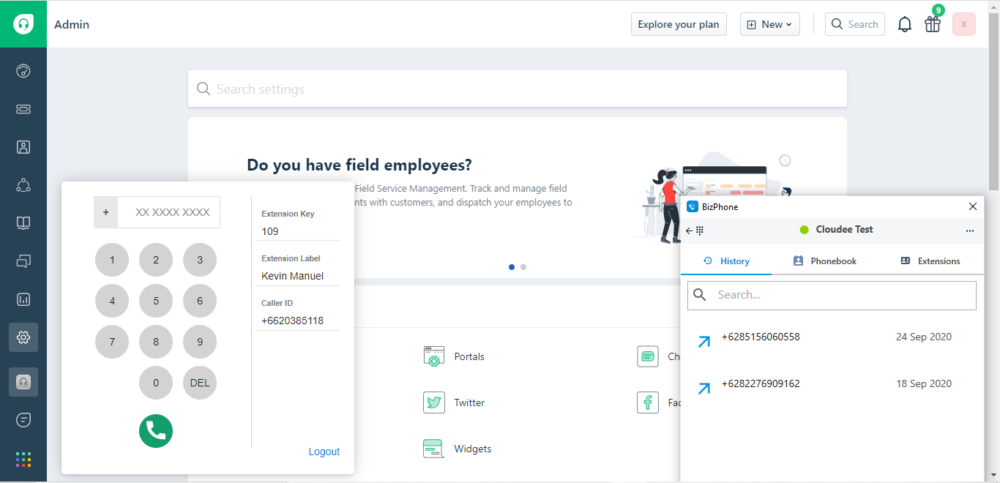 Admin
Explore your plan
New
Search
9
K
Search settings
Do you have field employees?
Field Service Management. Track and manage field
nts with customers, and dispatch your employees to
+
XX XXXX XXXX
1 2 3
4 5 6
7 8 9
0 DEL
Extension Key
109
Extension Label
Kevin Manuel
Caller ID
+6620385118
Logout
Portals
Twitter
Widgets
Ch
Fac
BizPhone
Cloudee Test
...
History
Phonebook
Extensions
Search...
+6285156060558 24 Sep 2020
+6282276909162 18 Sep 2020